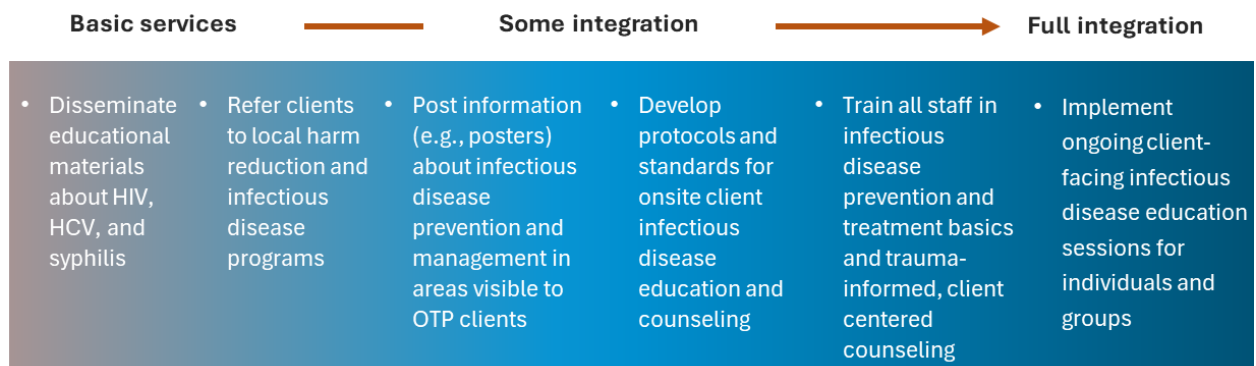 Basic services
Some integration
Full integration
• Disseminate
educational
materials
about HIV,
HCV, and
syphilis
• Refer clients
to local harm
reduction and
infectious
disease
programs
• Post information
(e.g., posters)
about infectious
disease
prevention and
management in
areas visible to
OTP clients
• Develop
protocols and
standards for
onsite client
infectious
disease
education and
counseling
• Train all staff in
infectious
disease
prevention and
treatment basics
and trauma-
informed, client
centered
counseling
• Implement
ongoing client-
facing infectious
disease education
sessions for
individuals and
groups